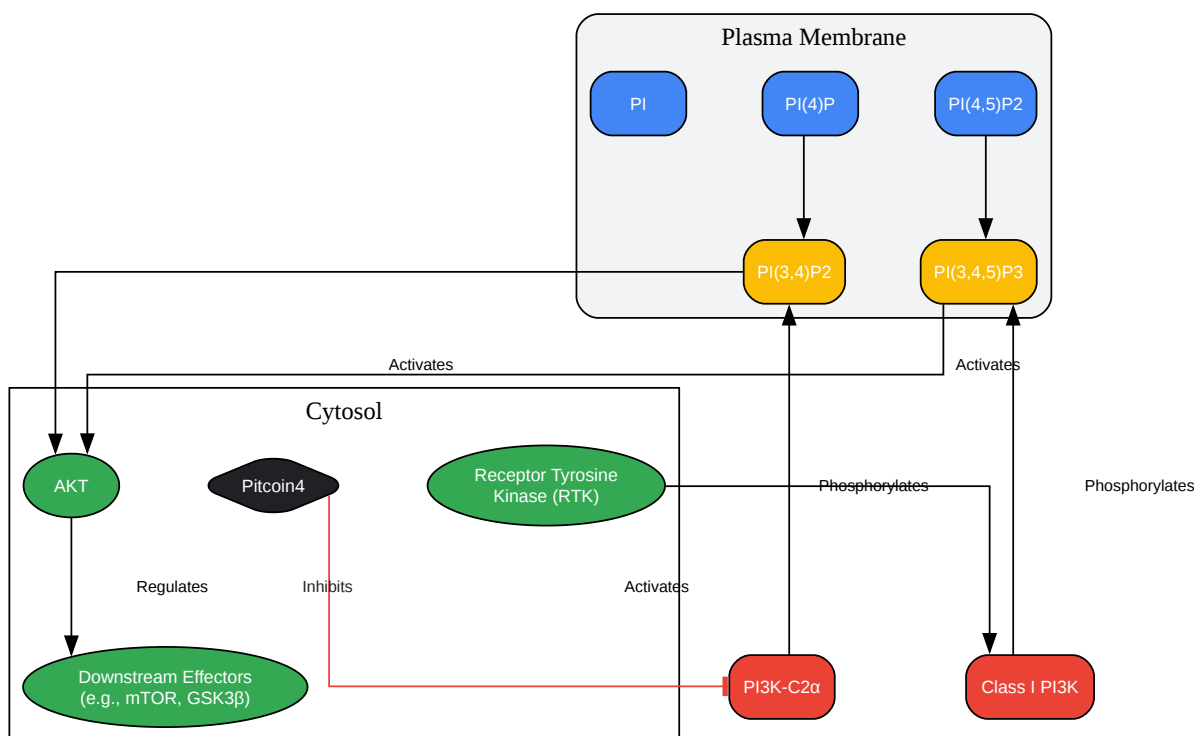 Plasma Membrane
PI
PI(4)P
PI(4,5)P2
PI(3,4)P2
PI(3,4,5)P3
Activates
Activates
Cytosol
AKT
Pitcoin4
Receptor Tyrosine
Kinase (RTK)
Phosphorylates
Phosphorylates
Regulates
Inhibits
Activates
Downstream Effectors
(e.g., mTOR, GSK3β)
PI3K-C2α
Class I PI3K